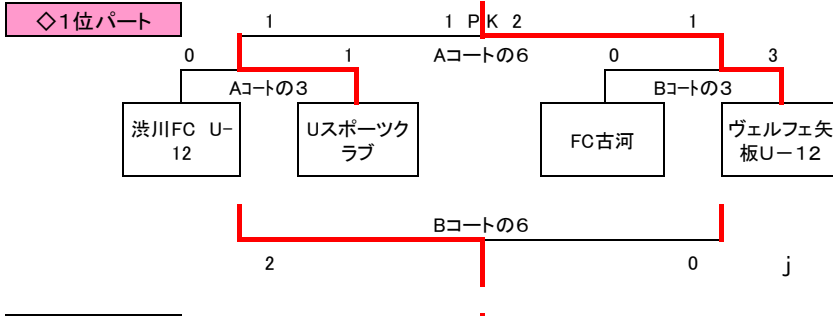 ◇１位パート
1 1 PK 2 1
0 1 Aコートの６ 0 3
Aコートの３ Bコートの３
渋川FC U-
12
Uスポーツク
ラブ
FC古河
ヴェルフェ矢
板U－１２
Bコートの６
2 0 j